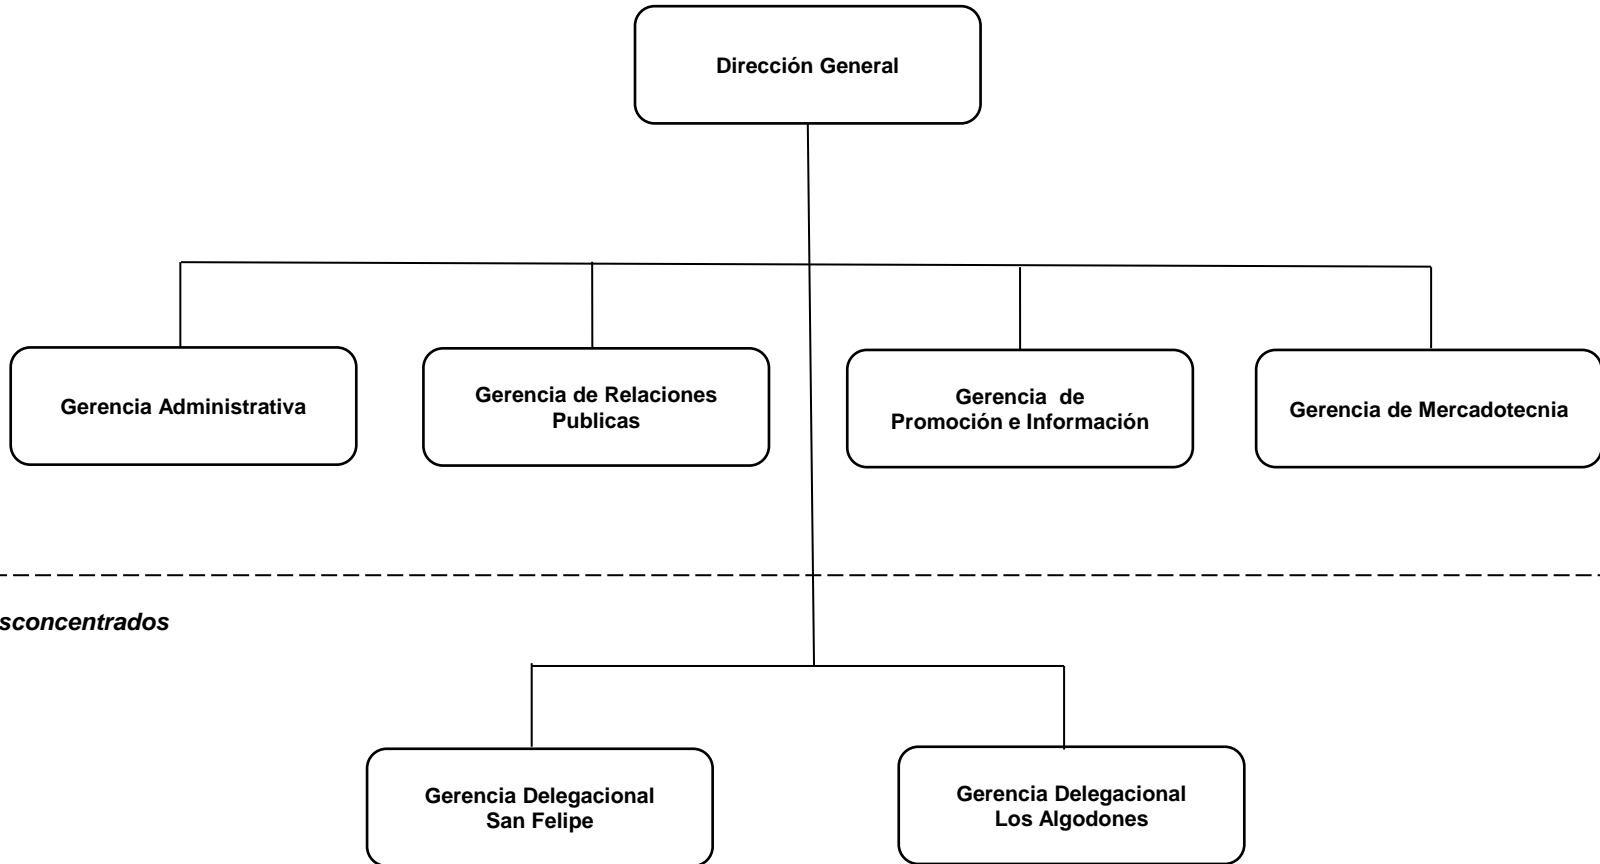 Dirección General
Gerencia Administrativa
Gerencia de Relaciones
Publicas
Gerencia de
Promoción e Información
Gerencia de Mercadotecnia
sconcentrados
Gerencia Delegacional
San Felipe
Gerencia Delegacional
Los Algodones